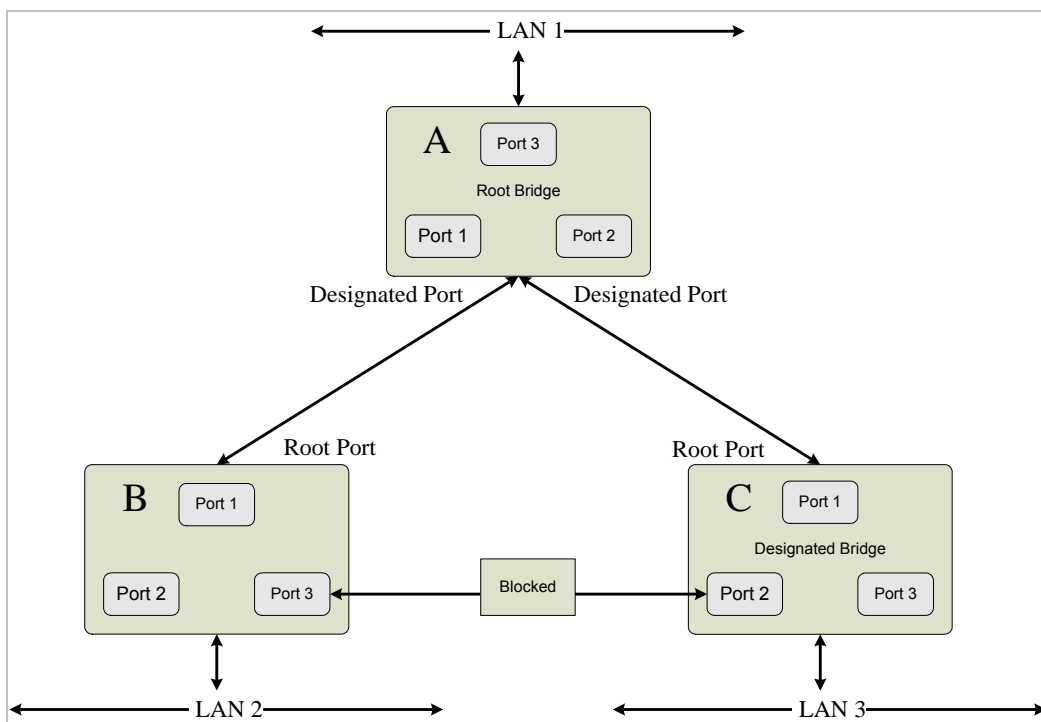 LAN 1
A
Port 3
Root Bridge
Port 1
Port 2
Designated Port
Designated Port
Root Port
Root Port
B
Port 1
C
Port 1
Designated Bridge
Port 2
Port 3
Blocked
Port 2
Port 3
LAN 2
LAN 3